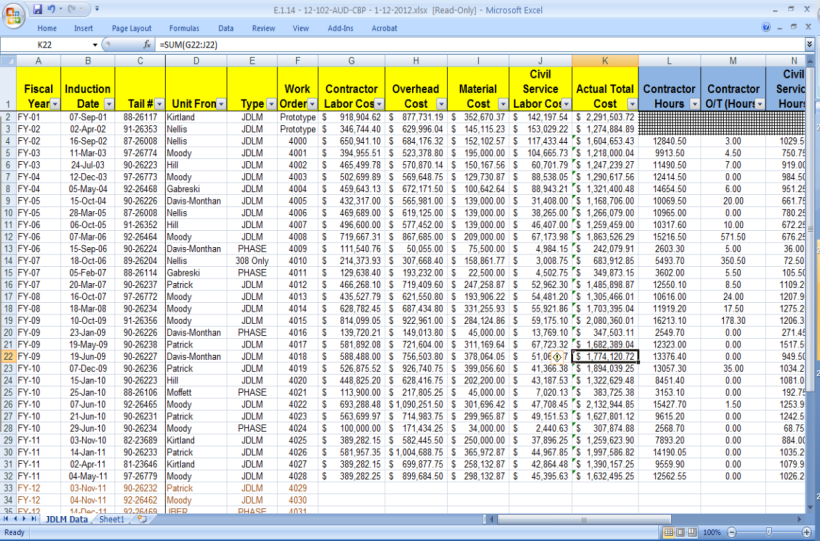 E.1.14 - 12-102-AUD-CBP - 1-12-2012.xlsx [Read-Only] - Microsoft Excel
Home Insert Page Layout Formulas Data Review View Add-Ins Acrobat
K22 fx =SUM(G22:J22)
A B C D E F G H I J K L M N
1 Fiscal Year Induction Date Tail # Unit From Type Work Order Contractor Labor Cos Overhead Cost Material Cost Civil Service Labor Cos Actual Total Cost Contractor Hours Contractor O/T (Hours Civil Servic Hours
2 FY-01 07-Sep-01 88-26117 Kirtland JDLM Prototype $ 918,904.62 $ 877,731.19 $ 352,670.37 $ 142,197.54 $ 2,291,503.72
3 FY-02 02-Apr-02 91-26353 Nellis JDLM Prototype $ 346,744.40 $ 629,996.04 $ 145,115.23 $ 153,029.22 $ 1,274,884.89
4 FY-02 16-Sep-02 87-26008 Nellis JDLM 4000 $ 650,941.10 $ 684,176.32 $ 152,102.57 $ 117,433.44 $ 1,604,653.43 12840.50 3.00 1029.5
5 FY-03 11-Mar-03 97-26774 Moody JDLM 4001 $ 394,955.51 $ 523,378.80 $ 195,000.06 $ 104,665.73 $ 1,218,000.04 9913.50 4.50 750.75
6 FY-03 24-Jul-03 90-26223 Hill JDLM 4002 $ 465,499.78 $ 570,870.14 $ 150,167.56 $ 60,701.79 $ 1,247,239.27 11490.50 7.00 919.00
7 FY-04 12-Dec-03 97-26773 Moody JDLM 4003 $ 502,699.89 $ 569,648.75 $ 129,730.87 $ 88,538.05 $ 1,290,617.56 12414.50 0.00 984.50
8 FY-04 05-May-04 92-26468 Gabreski JDLM 4004 $ 459,643.13 $ 672,171.50 $ 100,642.64 $ 88,943.21 $ 1,321,400.48 14654.50 6.00 951.25
9 FY-05 15-Oct-04 90-26226 Davis-Monthan JDLM 4005 $ 432,317.00 $ 565,981.00 $ 139,000.00 $ 31,408.00 $ 1,168,706.00 10069.50 20.00 661.75
10 FY-05 28-Mar-05 87-26008 Nellis JDLM 4006 $ 469,689.00 $ 619,125.00 $ 139,000.00 $ 38,265.00 $ 1,266,079.00 10965.00 0.00 780.25
11 FY-06 06-Oct-05 91-26352 Hill JDLM 4007 $ 496,600.00 $ 577,452.00 $ 139,000.00 $ 46,407.00 $ 1,259,459.00 10317.60 10.00 672.25
12 FY-06 07-Mar-06 92-26464 Moody JDLM 4008 $ 719,667.31 $ 867,685.00 $ 209,000.00 $ 67,173.98 $ 1,863,526.29 15216.50 571.50 676.25
13 FY-06 15-Sep-06 90-26224 Davis-Monthan PHASE 4009 $ 111,540.76 $ 50,055.00 $ 75,500.00 $ 4,984.15 $ 242,079.91 2603.30 5.00 36.00
14 FY-07 18-Oct-06 89-26204 Nellis 308 Only 4010 $ 214,373.93 $ 307,668.40 $ 158,861.77 $ 3,008.75 $ 683,912.85 5493.70 350.50 72.50
15 FY-07 05-Feb-07 88-26114 Gabreski PHASE 4011 $ 129,638.40 $ 193,232.00 $ 22,500.00 $ 4,502.75 $ 349,873.15 3602.00 5.50 105.50
16 FY-07 20-Mar-07 90-26237 Patrick JDLM 4012 $ 466,268.10 $ 719,409.60 $ 247,258.87 $ 52,962.30 $ 1,485,898.87 12550.10 8.50 1109.2
17 FY-08 16-Oct-07 97-26772 Moody JDLM 4013 $ 435,527.79 $ 621,550.80 $ 193,906.22 $ 54,481.20 $ 1,305,466.01 10616.00 24.00 1207.9
18 FY-08 18-Mar-08 90-26234 Moody JDLM 4014 $ 628,782.45 $ 687,434.80 $ 331,255.93 $ 55,921.86 $ 1,703,395.04 11919.20 17.50 1275.2
19 FY-09 10-Oct-09 91-26356 Moody JDLM 4015 $ 814,099.05 $ 922,961.00 $ 284,124.86 $ 59,175.10 $ 2,080,360.01 16213.10 178.30 1206.3
20 FY-09 23-Jan-09 90-26226 Davis-Monthan PHASE 4016 $ 139,720.21 $ 149,013.80 $ 45,000.00 $ 13,769.10 $ 347,503.11 2549.70 0.00 271.45
21 FY-09 19-May-09 90-26238 Patrick JDLM 4017 $ 581,892.08 $ 721,604.00 $ 311,169.64 $ 67,723.32 $ 1,682,389.04 12323.00 0.00 1517.5
22 FY-09 19-Jun-09 90-26227 Davis-Monthan JDLM 4018 $ 588,488.00 $ 756,503.80 $ 378,064.05 $ 51,06 7 $ 1,774,120.72 13376.40 0.00 949.50
23 FY-10 07-Dec-09 90-26236 Patrick JDLM 4019 $ 526,875.52 $ 926,740.75 $ 399,056.60 $ 41,366.38 $ 1,894,039.25 13057.30 35.00 1034.2
24 FY-10 15-Jan-10 90-26223 Hill JDLM 4020 $ 448,825.20 $ 628,416.75 $ 202,200.00 $ 43,187.53 $ 1,322,629.48 8451.40 0.00 1081.0
25 FY-10 25-Jan-10 88-26106 Moffett PHASE 4021 $ 113,900.00 $ 217,805.25 $ 45,000.00 $ 7,020.13 $ 383,725.38 3153.10 0.00 192.75
26 FY-10 07-Jun-10 92-26465 Moody JDLM 4022 $ 693,288.48 $ 1,090,251.50 $ 301,696.42 $ 47,708.45 $ 2,132,944.85 15427.70 1.50 1253.9
27 FY-10 21-Jun-10 90-26231 Patrick JDLM 4023 $ 563,699.97 $ 714,983.75 $ 299,965.87 $ 49,151.53 $ 1,627,801.12 9615.20 0.00 1242.5
28 FY-10 29-Jun-10 90-26234 Moody PHASE 4024 $ 100,000.00 $ 171,434.25 $ 34,000.00 $ 2,440.63 $ 307,874.88 2568.70 0.00 68.75
29 FY-11 03-Nov-10 82-23689 Kirtland JDLM 4025 $ 389,282.15 $ 582,445.50 $ 250,000.00 $ 37,896.25 $ 1,259,623.90 7893.20 0.00 884.00
30 FY-11 14-Jan-11 90-26233 Patrick JDLM 4026 $ 581,957.35 $ 1,004,688.75 $ 365,972.87 $ 44,967.85 $ 1,997,586.82 14190.05 0.00 1035.2
31 FY-11 02-Apr-11 81-23646 Kirtland JDLM 4027 $ 389,282.15 $ 699,877.75 $ 258,132.87 $ 42,864.48 $ 1,390,157.25 9559.90 0.00 1079.9
32 FY-11 04-May-11 97-26779 Moody JDLM 4028 $ 389,282.25 $ 899,684.50 $ 258,132.87 $ 45,395.63 $ 1,632,495.25 12562.55 0.00 1026.2
33 FY-12 03-Nov-11 90-26232 Patrick JDLM 4029
34 FY-12 04-Nov-11 92-26462 Moody JDLM 4030
FY-12 14-Dec-11 92-26469 JBER PHASE 4031
JDLM Data Sheet1
Ready 100%